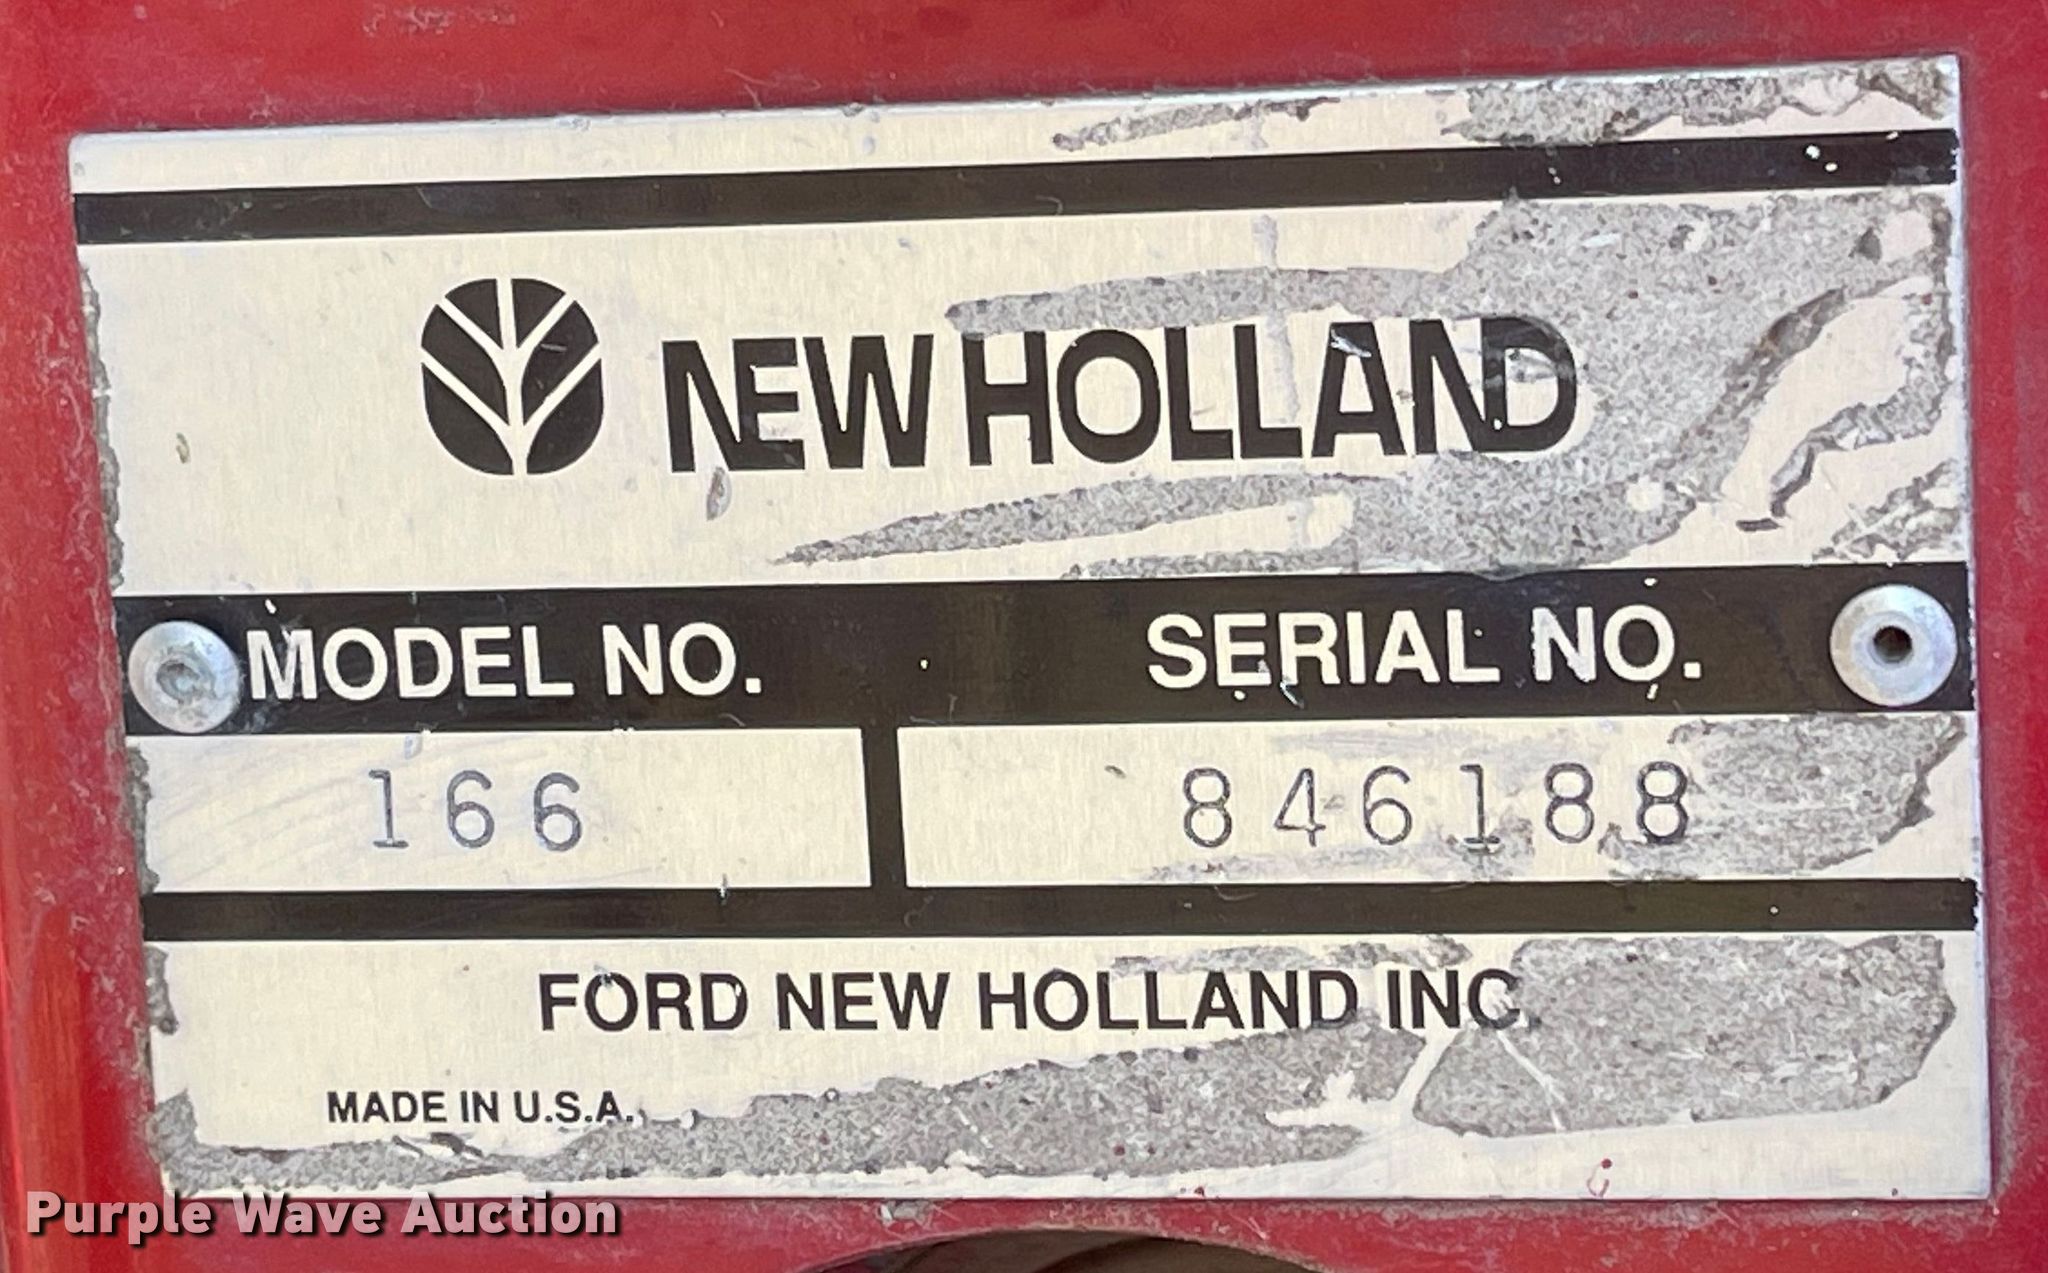 NEW HOLLAND
MODEL NO. SERIAL NO.
166 846188
FORD NEW HOLLAND INC.
MADE IN U.S.A.
Purple Wave Auction